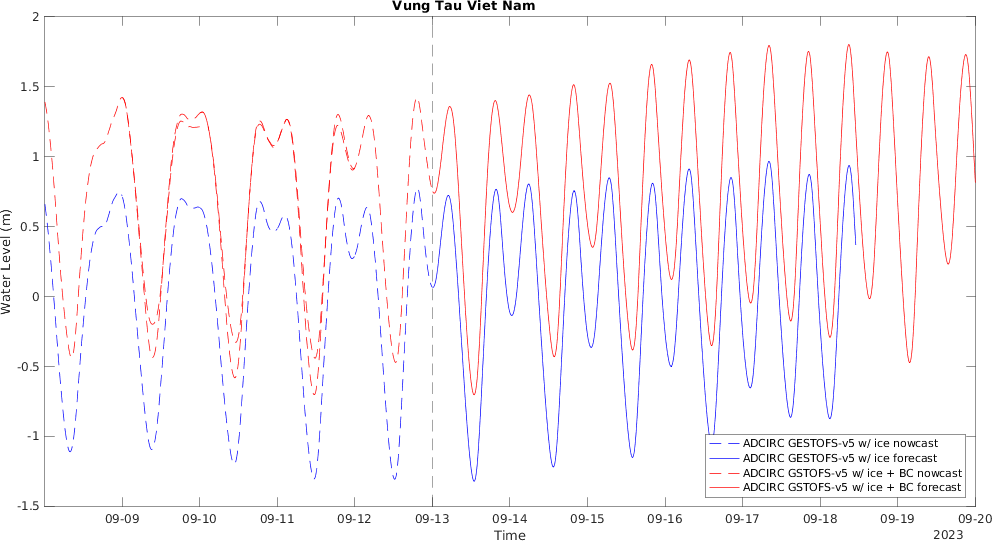 Vung Tau Viet Nam
2
1.5
1
0.5
0
-0.5
-1
-1.5
Water Level (m)
ADCIRC GESTOFS-v5 w/ ice nowcast
ADCIRC GESTOFS-v5 w/ ice forecast
ADCIRC GSTOFS-v5 w/ ice + BC nowcast
ADCIRC GSTOFS-v5 w/ ice + BC forecast
09-09 09-10 09-11 09-12 09-13 09-14 09-15 09-16 09-17 09-18 09-19 09-20
Time
2023